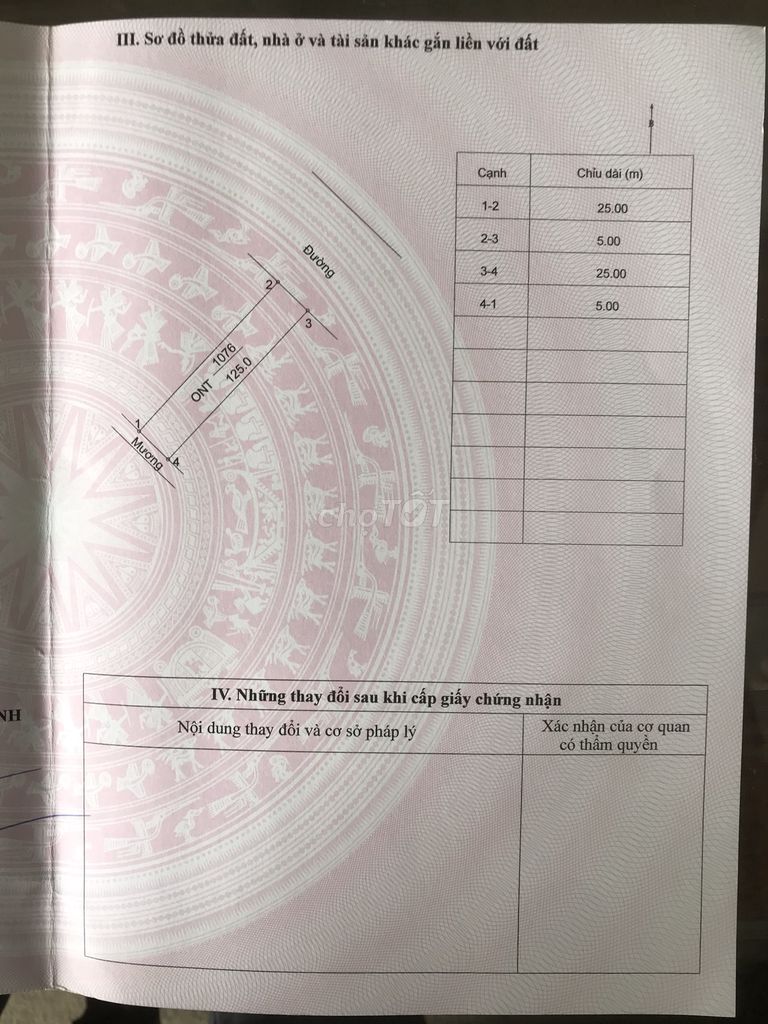 III. Sơ đồ thửa đất, nhà ở và tài sản khác gắn liền với đất
B
Cạnh Chỉu dài (m)
1-2 25.00
2-3 5.00
3-4 25.00
4-1 5.00
Đường
2
3
ONT 1076
125.0
1
4
Mương
chợTỐT
NH
IV. Những thay đổi sau khi cấp giấy chứng nhận
Nội dung thay đổi và cơ sở pháp lý
Xác nhận của cơ quan
có thẩm quyền